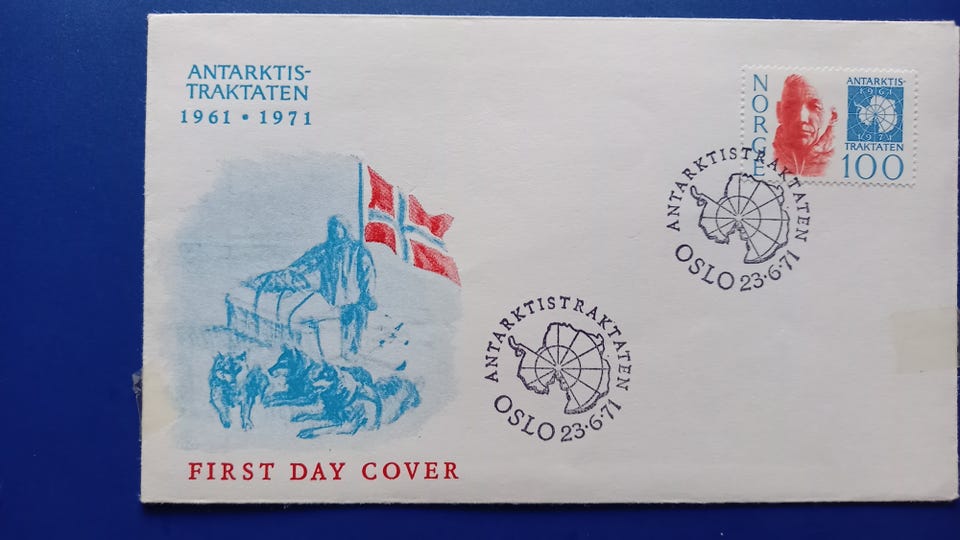 ANTARKTIS-
TRAKTATEN
1961 • 1971
NORGE
ANTARKTIS-
1961
1971
TRAKTATEN
100
ANTARKTISTRAKTATEN
OSLO 23·6·71
ANTARKTISTRAKTATEN
OSLO 23·6·71
FIRST DAY COVER